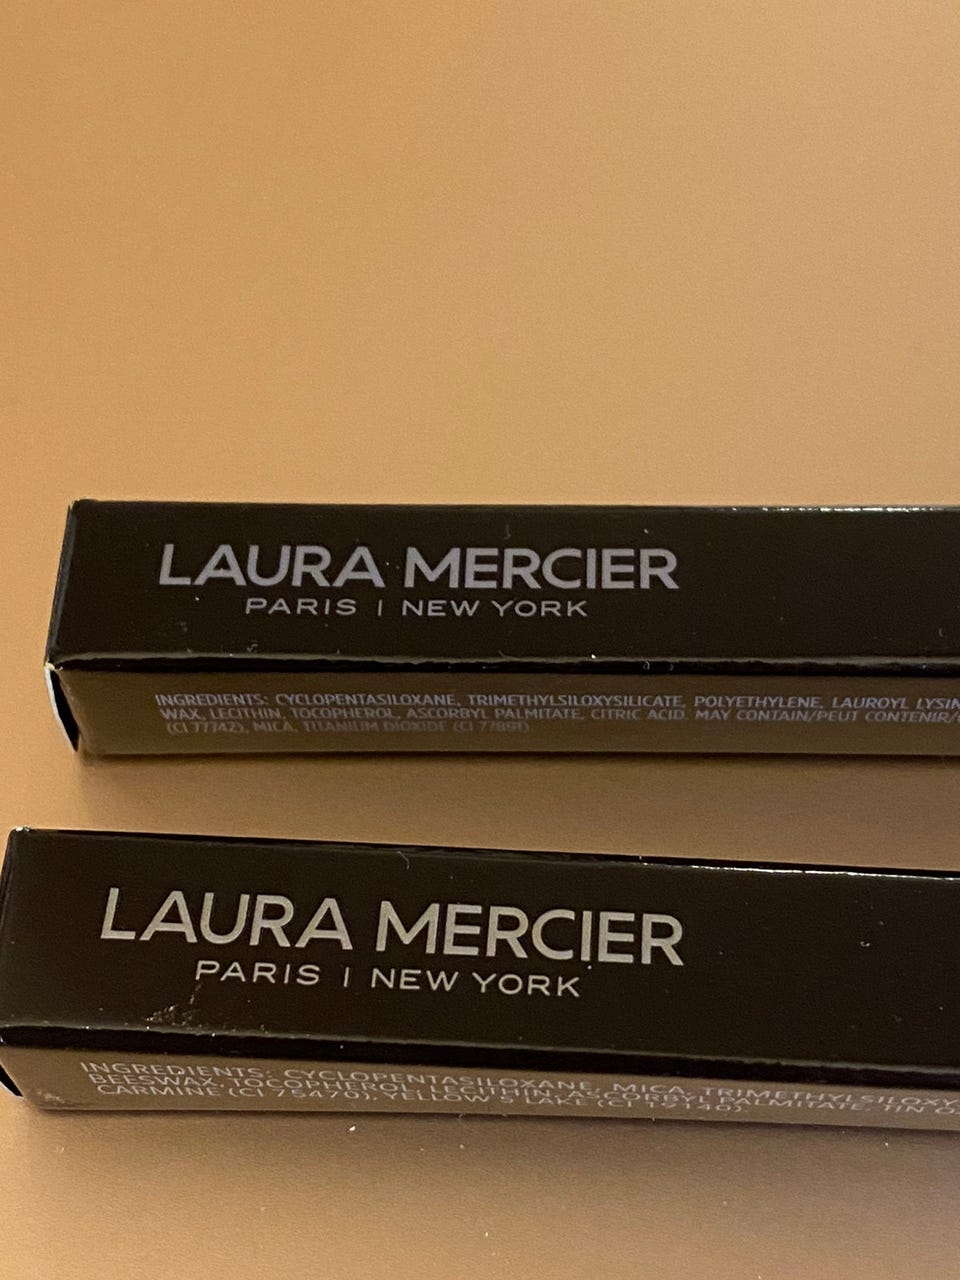 LAURA MERCIER
PARIS | NEW YORK
INGREDIENTS: CYCLOPENTASILOXANE, TRIMETHYLSILOXYSILICATE, POLYETHYLENE, LAUROYL
WAX, LECITHIN, TOCOPHEROL, ASCORBYL PALMITATE, CITRIC ACID. MAY CONTAIN/PEUT CONTENIR/
(CI 77742), MICA, TITANIUM DIOXIDE (CI 77891).
LAURA MERCIER
PARIS | NEW YORK
INGREDIENTS: CYCLOPENTASILOXANE, MICA,
BEESWAX, TOCOPHEROL, LECITHIN, ASCORBYL PALMITATE, TIN
CARMINE (CI 75470), YELLOW 5 LAKE (CI 19140).